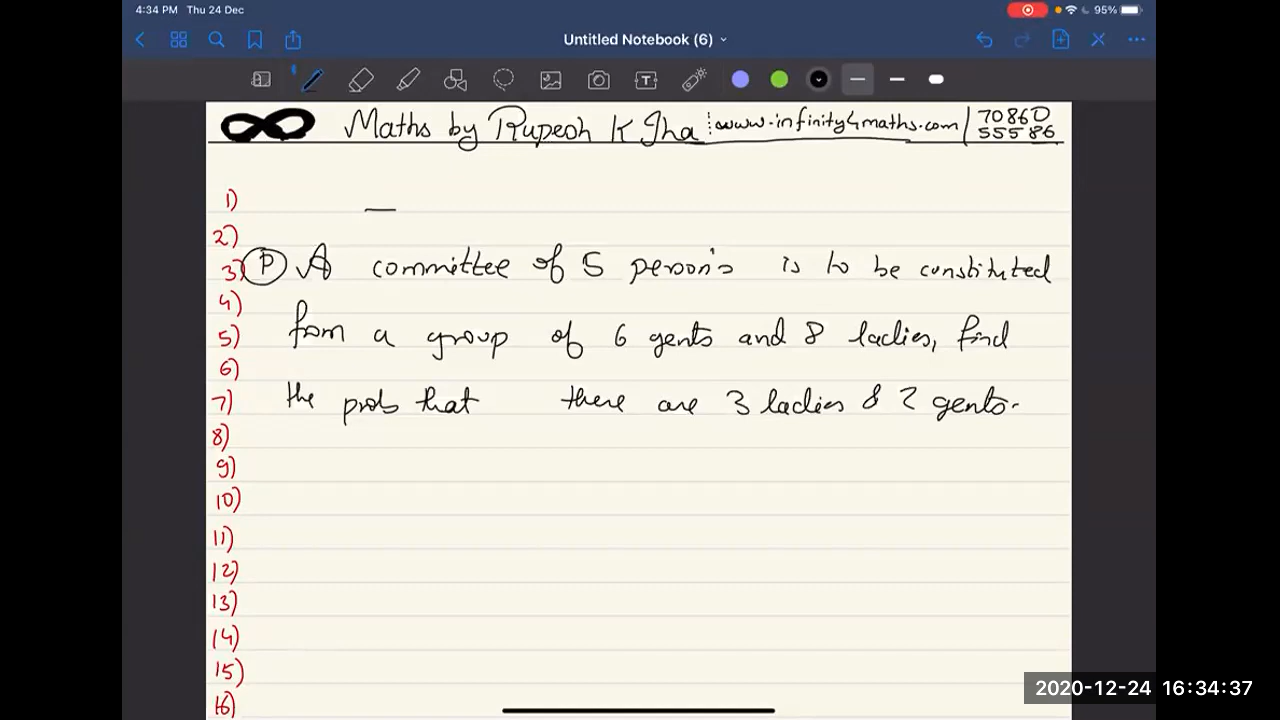 4:34 PM Thu 24 Dec
95%
Untitled Notebook (6)
T
Maths by Rupesh K Jha www.infinity4maths.com / 70860 55586
1)
2)
3) P A committee of 5 person's is to be constituted
4)
5) from a group of 6 gents and 8 ladies, find
6)
7) the prob that there are 3 ladies & 2 gents.
8)
9)
10)
11)
12)
13)
14)
15)
16)
2020-12-24 16:34:37